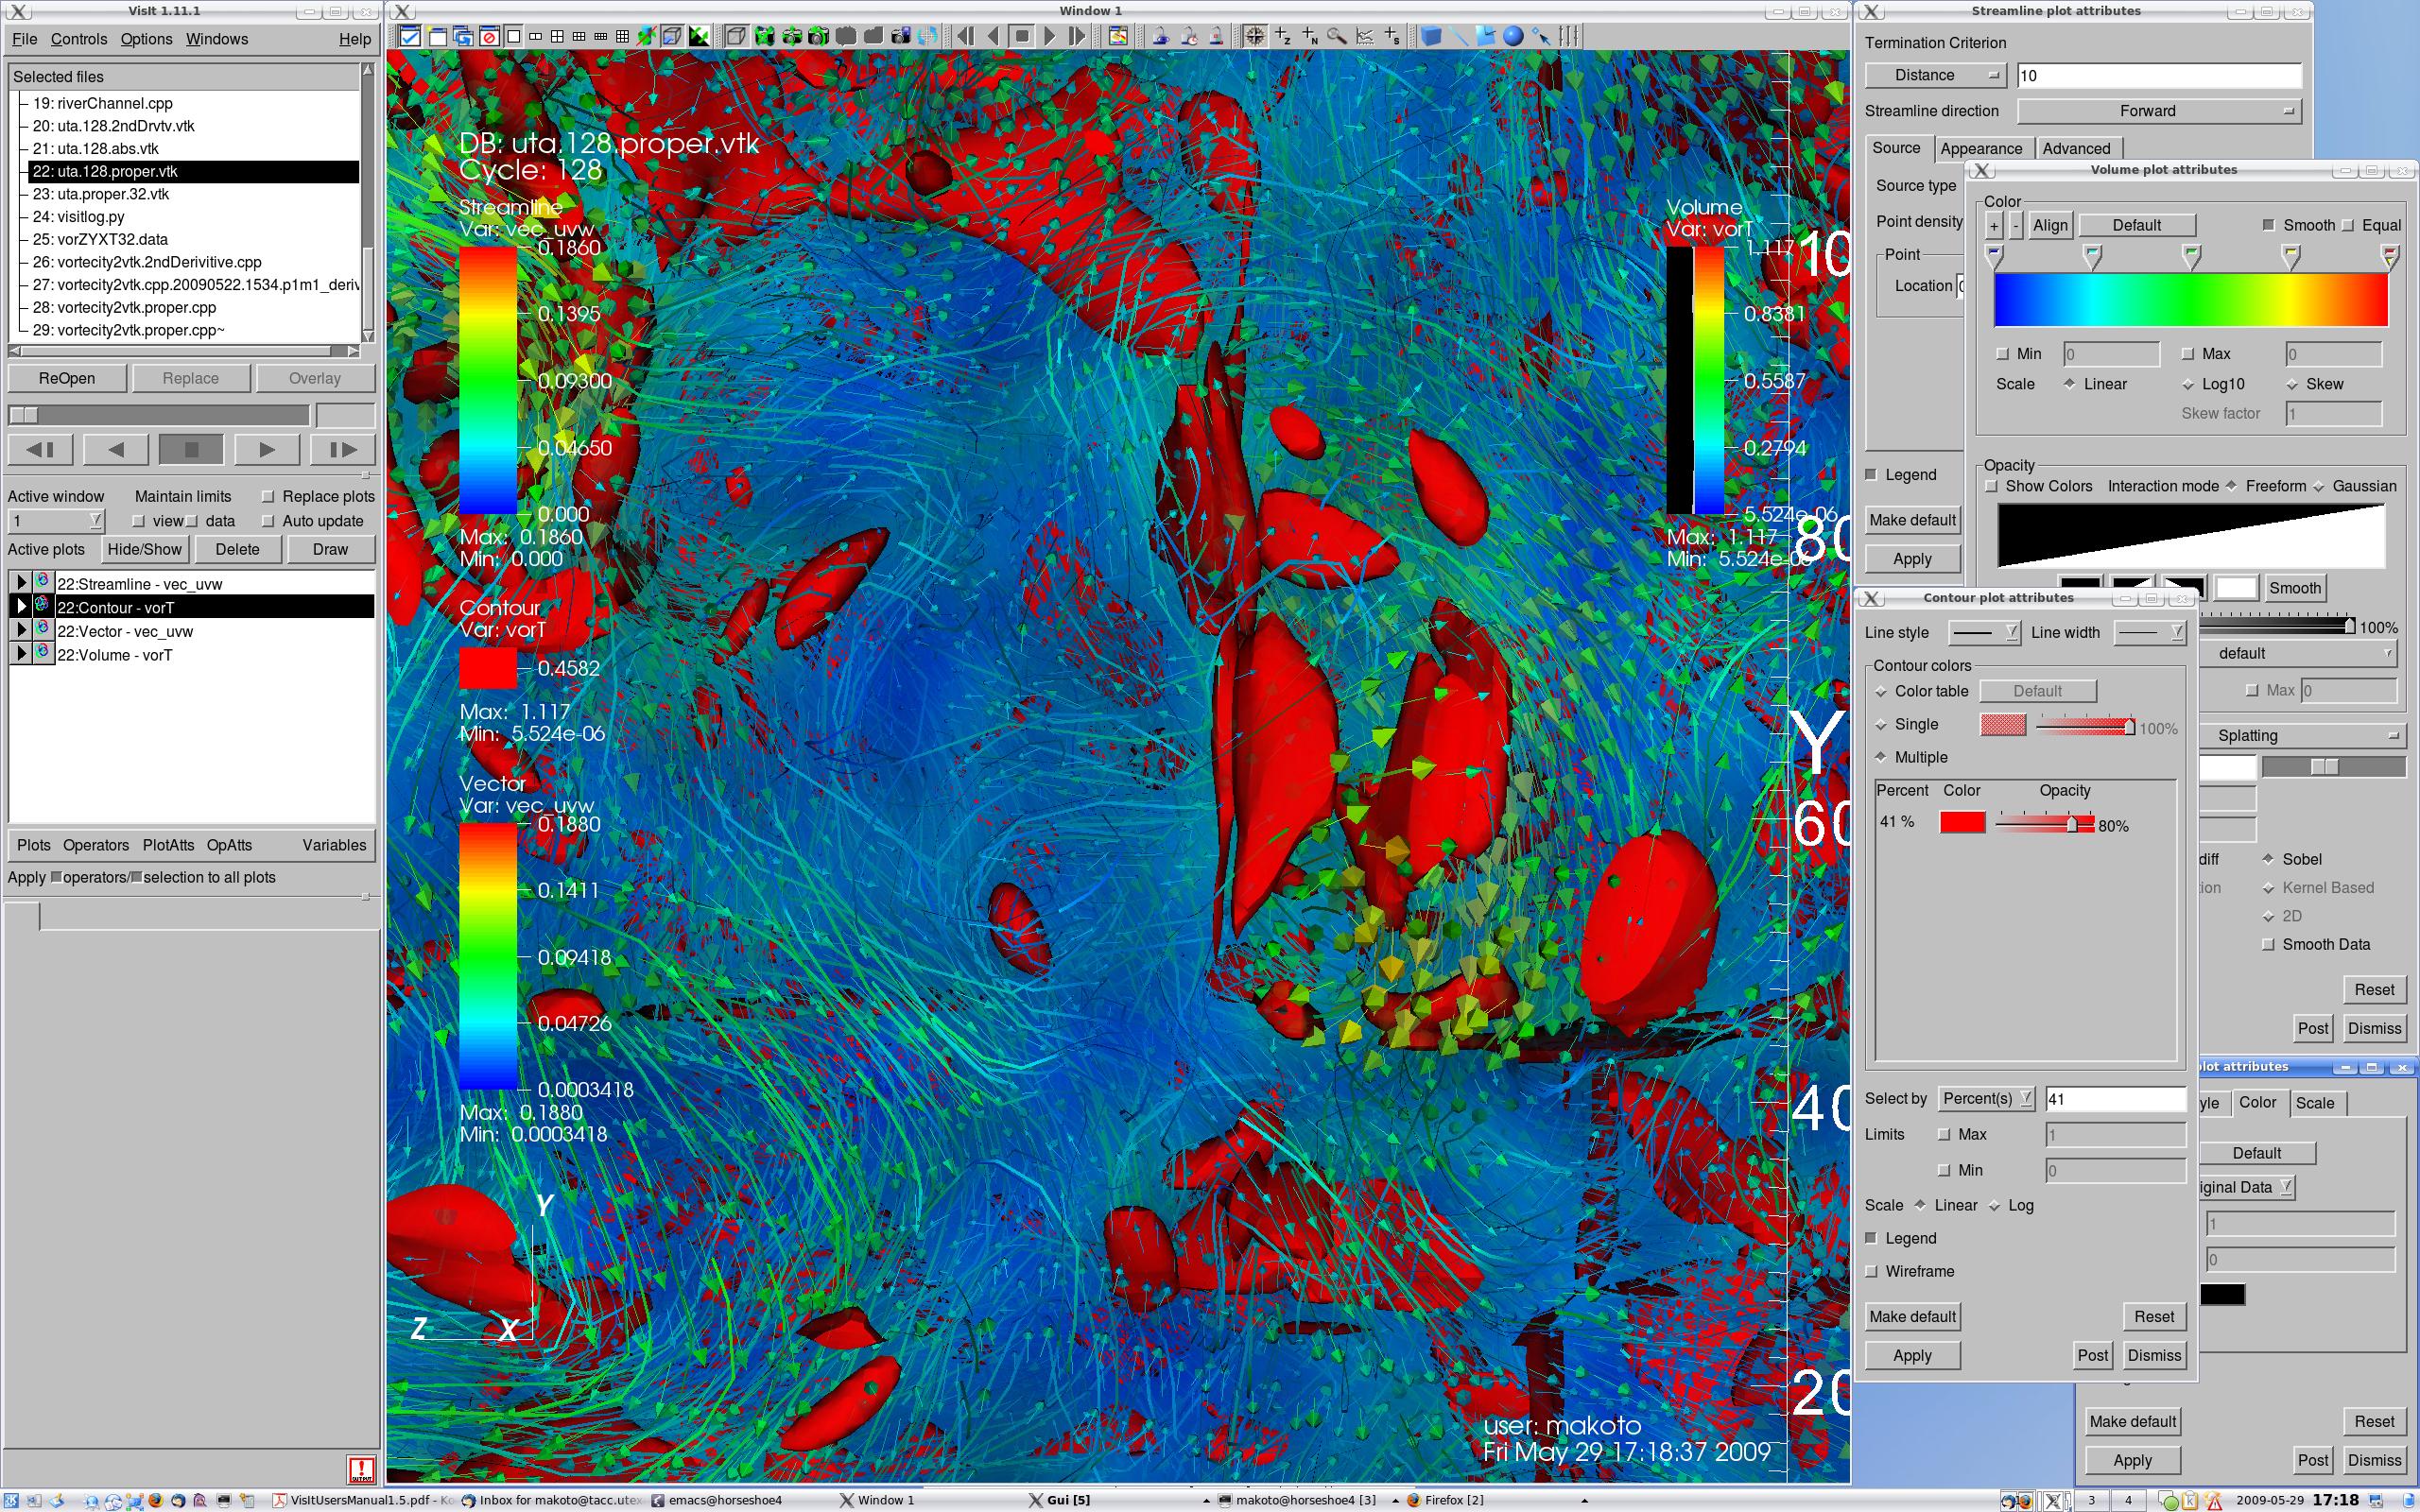 VisIt 1.11.1
File Controls Options Windows Help
Selected files
19: riverChannel.cpp
20: uta.128.2ndDrvtv.vtk
21: uta.128.abs.vtk
22: uta.128.proper.vtk
23: uta.proper.32.vtk
24: visitlog.py
25: vorZYXT32.data
26: vortecity2vtk.2ndDerivitive.cpp
27: vortecity2vtk.cpp.20090522.1534.p1m1_deriv
28: vortecity2vtk.proper.cpp
29: vortecity2vtk.proper.cpp~
ReOpen Replace Overlay
Active window Maintain limits Replace plots
1 view data Auto update
Active plots Hide/Show Delete Draw
22:Streamline - vec_uvw
22:Contour - vorT
22:Vector - vec_uvw
22:Volume - vorT
Plots Operators PlotAtts OpAtts Variables
Apply operators/ selection to all plots
Window 1
DB: uta.128.proper.vtk
Cycle: 128
Streamline
Var: vec_uvw
0.1860
0.1395
0.09300
0.04650
0.000
Max: 0.1860
Min: 0.000
Contour
Var: vorT
0.4582
Max: 1.117
Min: 5.524e-06
Vector
Var: vec_uvw
0.1880
0.1411
0.09418
0.04726
0.0003418
Max: 0.1880
Min: 0.0003418
Y
Z X
Volume
Var: vorT
1.117
0.8381
0.5587
0.2794
5.524e-06
Max: 1.117
Min: 5.524e-06
10
80
Y
60
40
20
user: makoto
Fri May 29 17:18:37 2009
Streamline plot attributes
Termination Criterion
Distance 10
Streamline direction Forward
Source Appearance Advanced
Source type
Point density
Point
Location
Legend
Make default
Apply
Volume plot attributes
Color
+ - Align Default Smooth Equal
Min 0 Max 0
Scale Linear Log10 Skew
Skew factor 1
Opacity
Show Colors Interaction mode Freeform Gaussian
Smooth
100%
default
Max 0
Splatting
diff Sobel
Kernel Based
2D
Smooth Data
Reset
Post Dismiss
Contour plot attributes
Line style Line width
Contour colors
Color table Default
Single 100%
Multiple
Percent Color Opacity
41 % 80%
Select by Percent(s) 41
Limits Max 1
Min 0
Scale Linear Log
Legend
Wireframe
Make default Reset
Apply Post Dismiss
plot attributes
yle Color Scale
Default
iginal Data
1
0
Make default Reset
Apply Post Dismiss
VisItUsersManual1.5.pdf - Inbox for makoto@tacc.utex emacs@horseshoe4 Window 1 Gui [5] makoto@horseshoe4 [3] Firefox [2] 3 4 2009-05-29 17:18